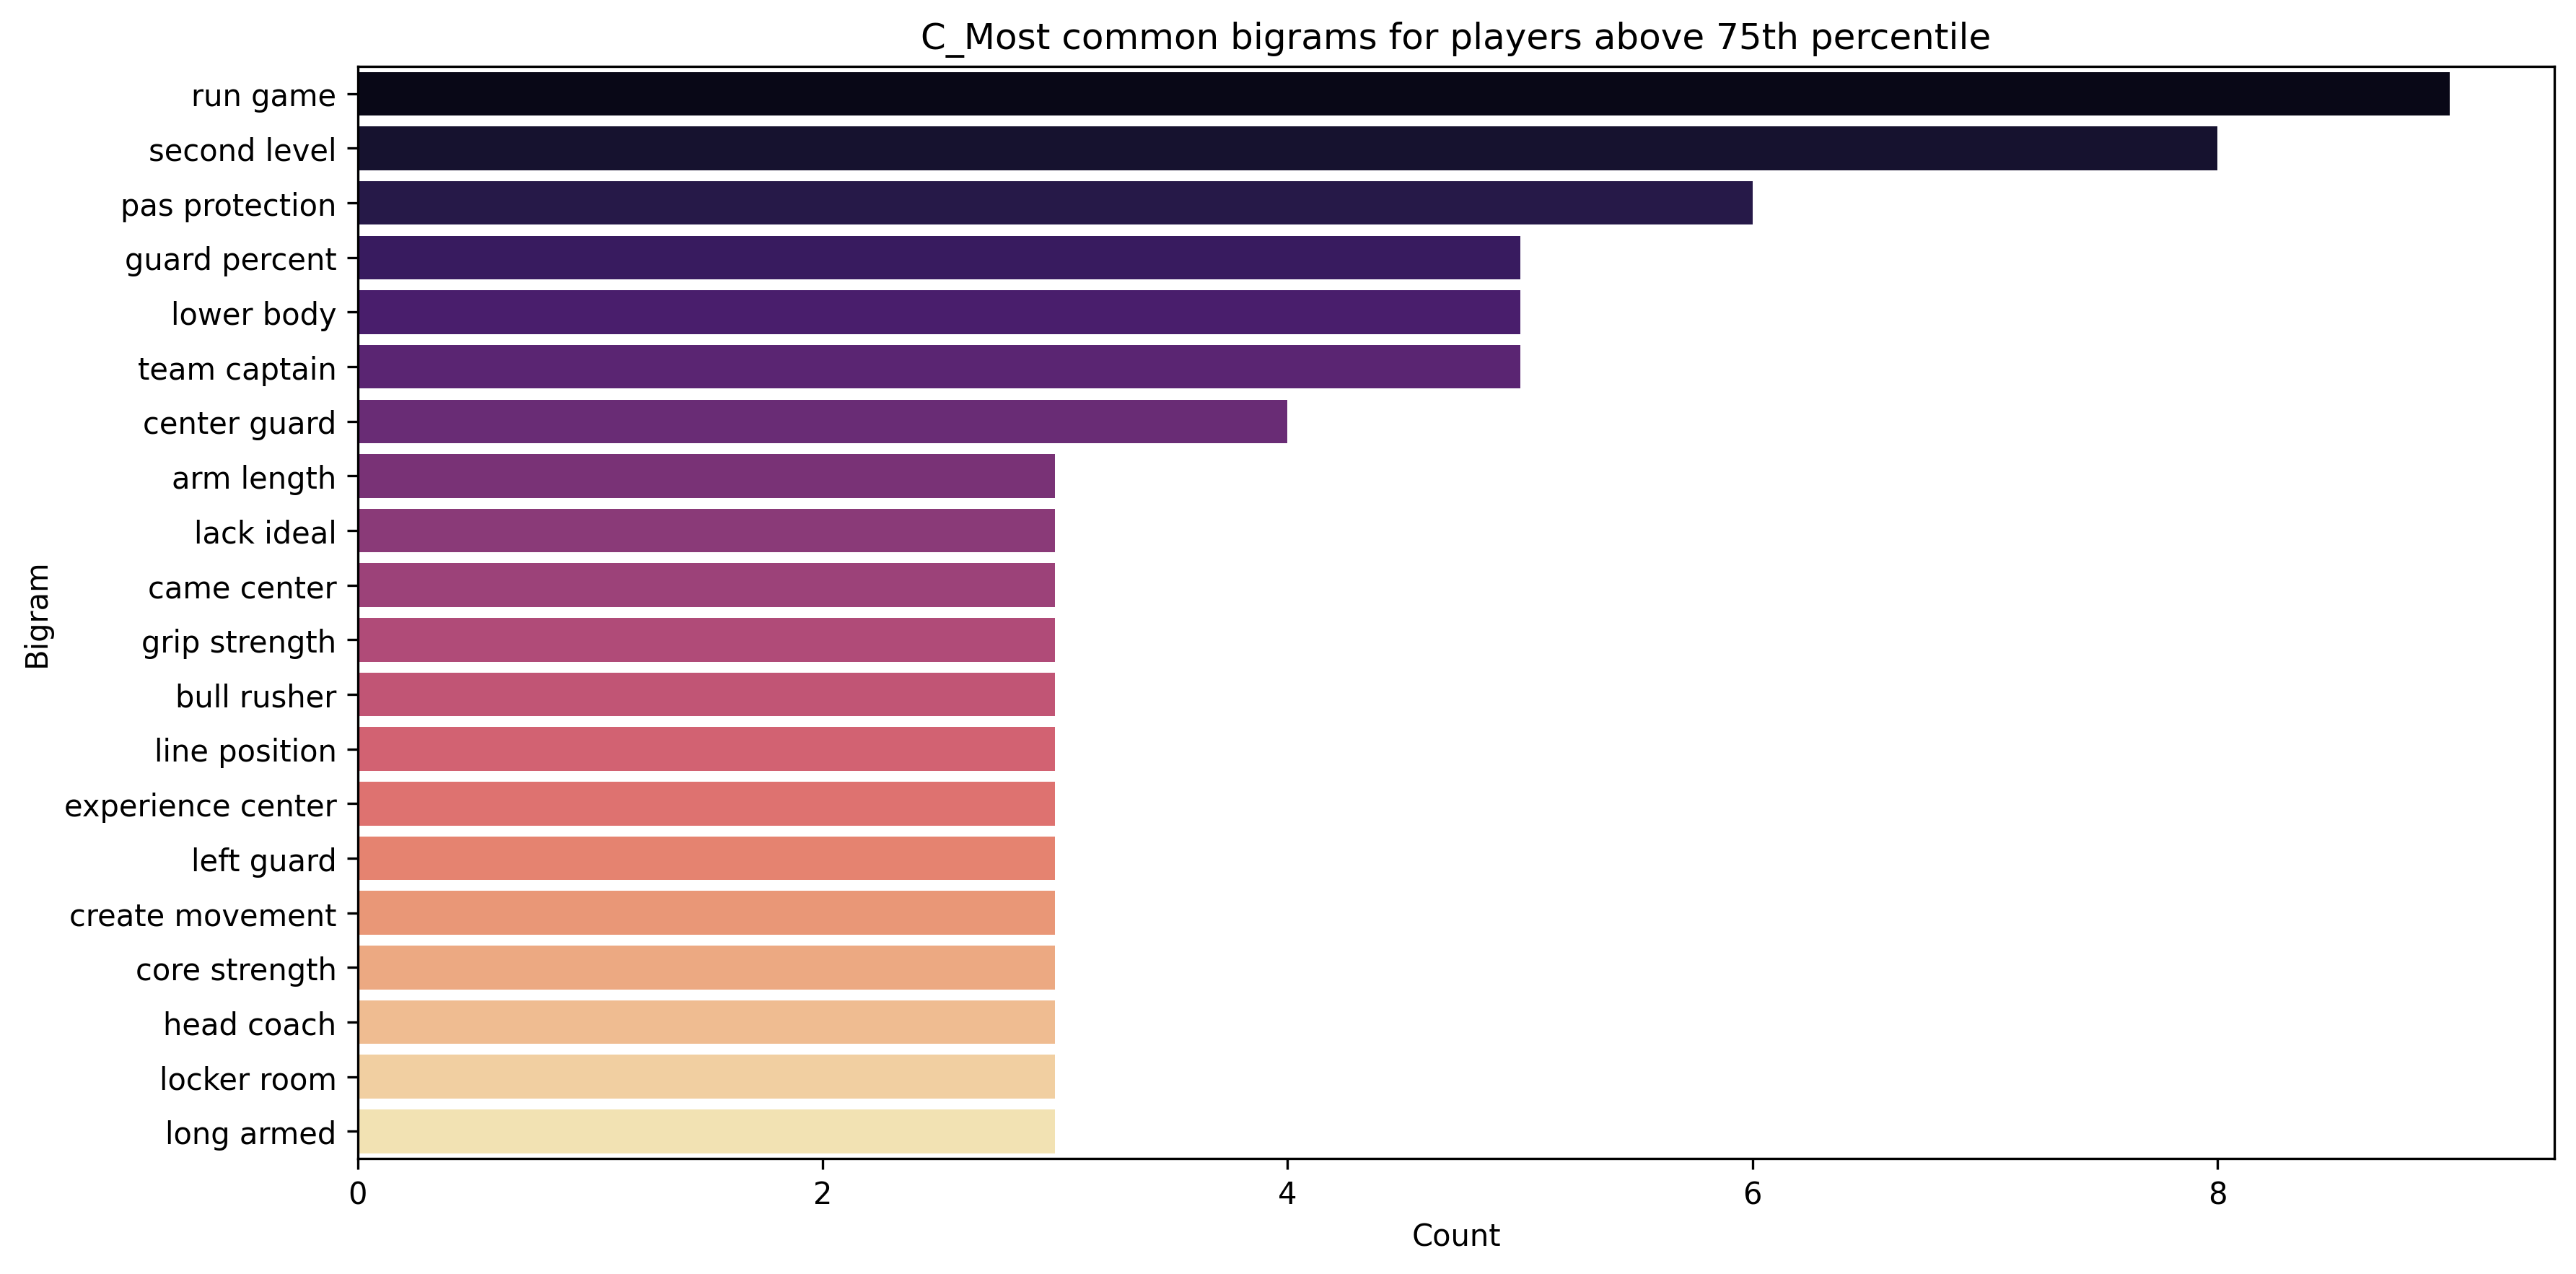 C_Most common bigrams for players above 75th percentile
run game
second level
pas protection
guard percent
lower body
team captain
center guard
arm length
lack ideal
came center
grip strength
bull rusher
line position
experience center
left guard
create movement
core strength
head coach
locker room
long armed
Bigram
0 2 4 6 8
Count